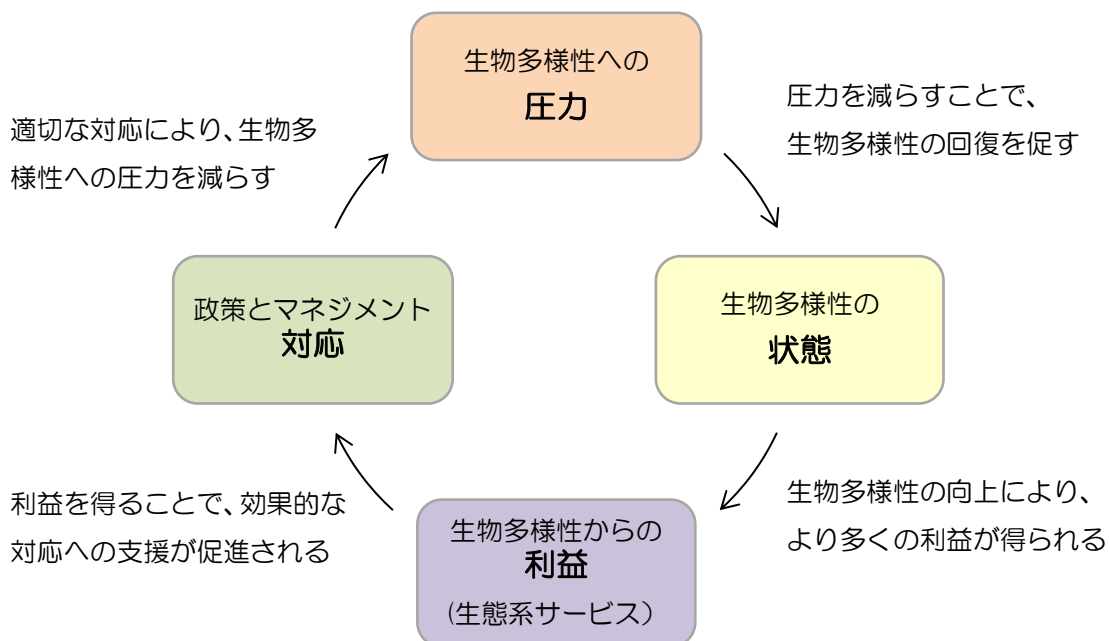 生物多様性への
圧力
圧力を減らすことで、
生物多様性の回復を促す
適切な対応により、生物多
様性への圧力を減らす
政策とマネジメント
対応
生物多様性の
状態
利益を得ることで、効果的な
対応への支援が促進される
生物多様性からの
利益
(生態系サービス）
生物多様性の向上により、
より多くの利益が得られる